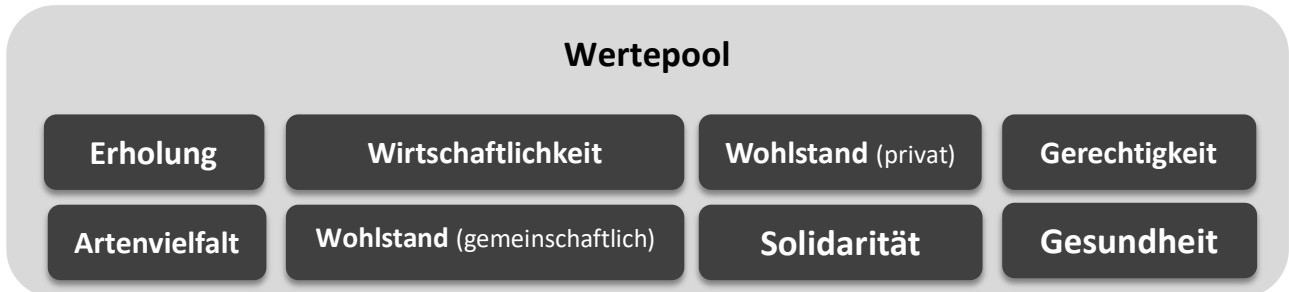 Wertepool
Erholung
Wirtschaftlichkeit
Wohlstand (privat)
Gerechtigkeit
Artenvielfalt
Wohlstand (gemeinschaftlich)
Solidarität
Gesundheit